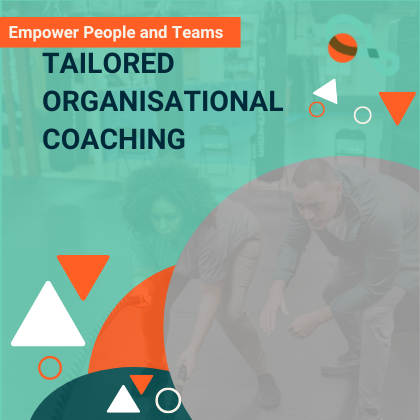 Empower People and Teams
TAILORED
ORGANISATIONAL
COACHING